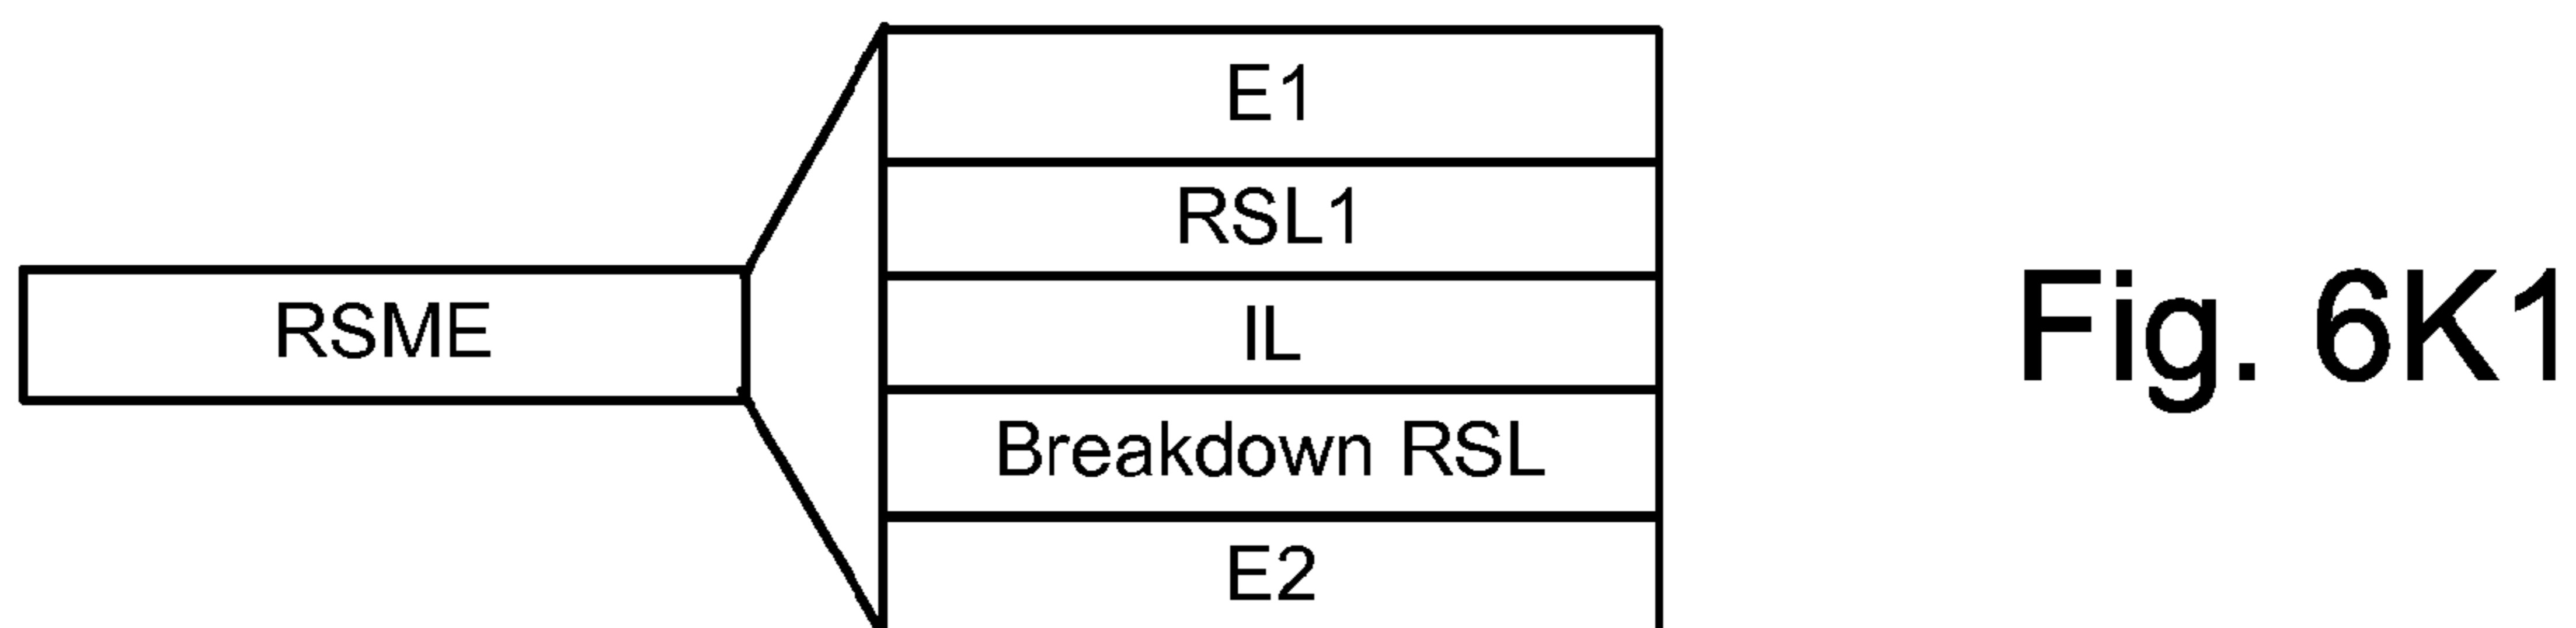 E1
RSL1
RSME
IL
Breakdown RSL
E2
Fig. 6K1